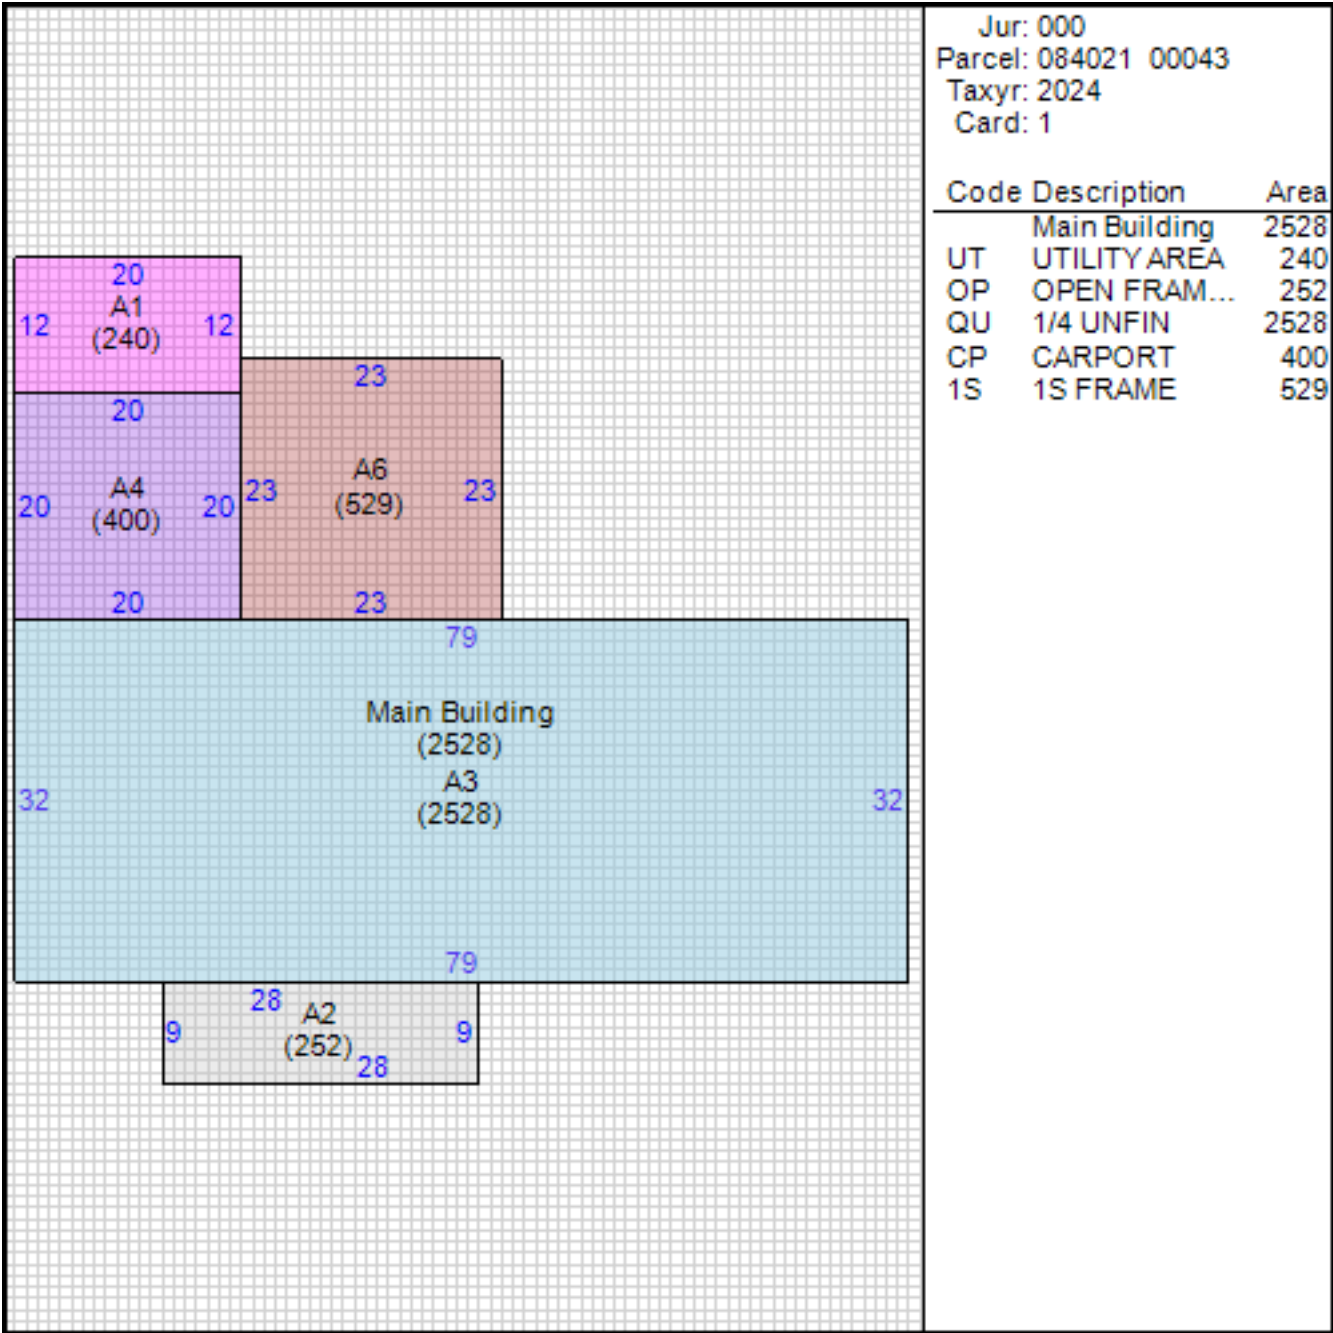 Jur: 000
Parcel: 084021 00043
Taxyr: 2024
Card: 1
Code Description Area
Main Building 2528
UT UTILITY AREA 240
OP OPEN FRAM... 252
QU 1/4 UNFIN 2528
CP CARPORT 400
1S 1S FRAME 529
20
A1
12 12
(240)
23
20
A6
A4
23 23
(529)
20 20
(400)
20 23
79
Main Building
(2528)
A3
32 32
(2528)
79
28
A2
9 9
(252)
28